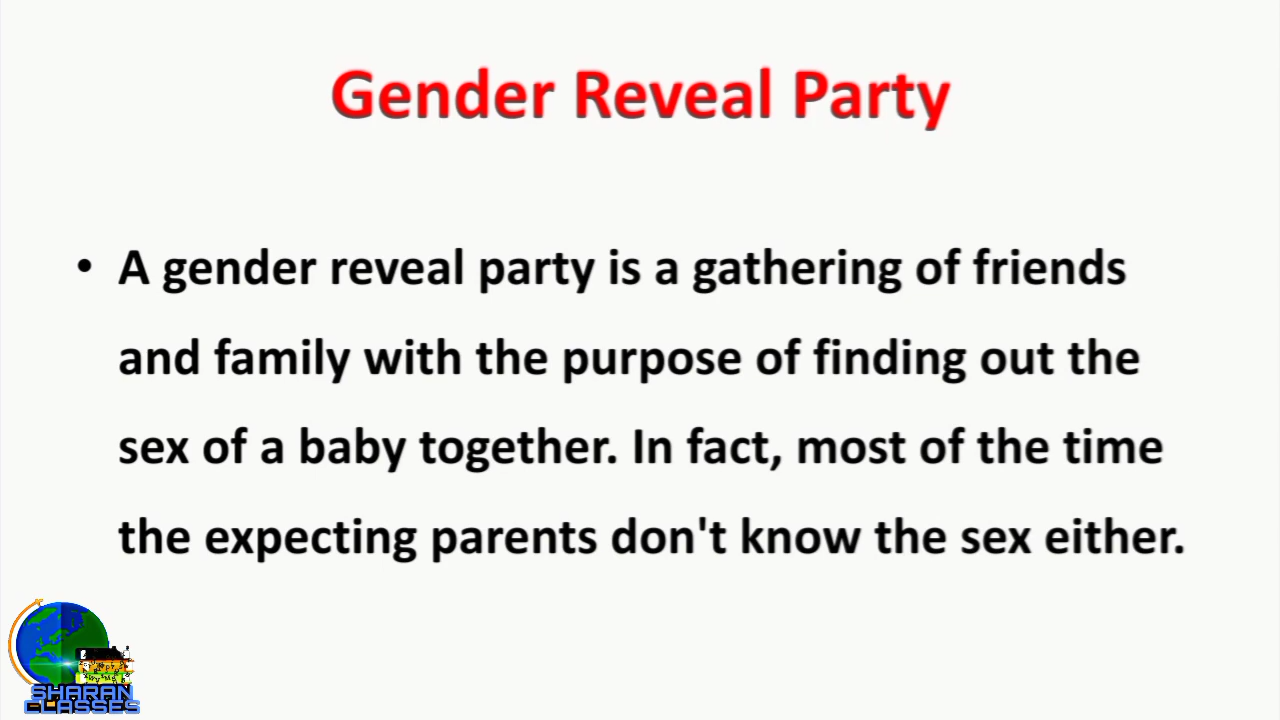 Gender Reveal Party
• A gender reveal party is a gathering of friends
and family with the purpose of finding out the
sex of a baby together. In fact, most of the time
the expecting parents don't know the sex either.
SHARAN
CLASSES